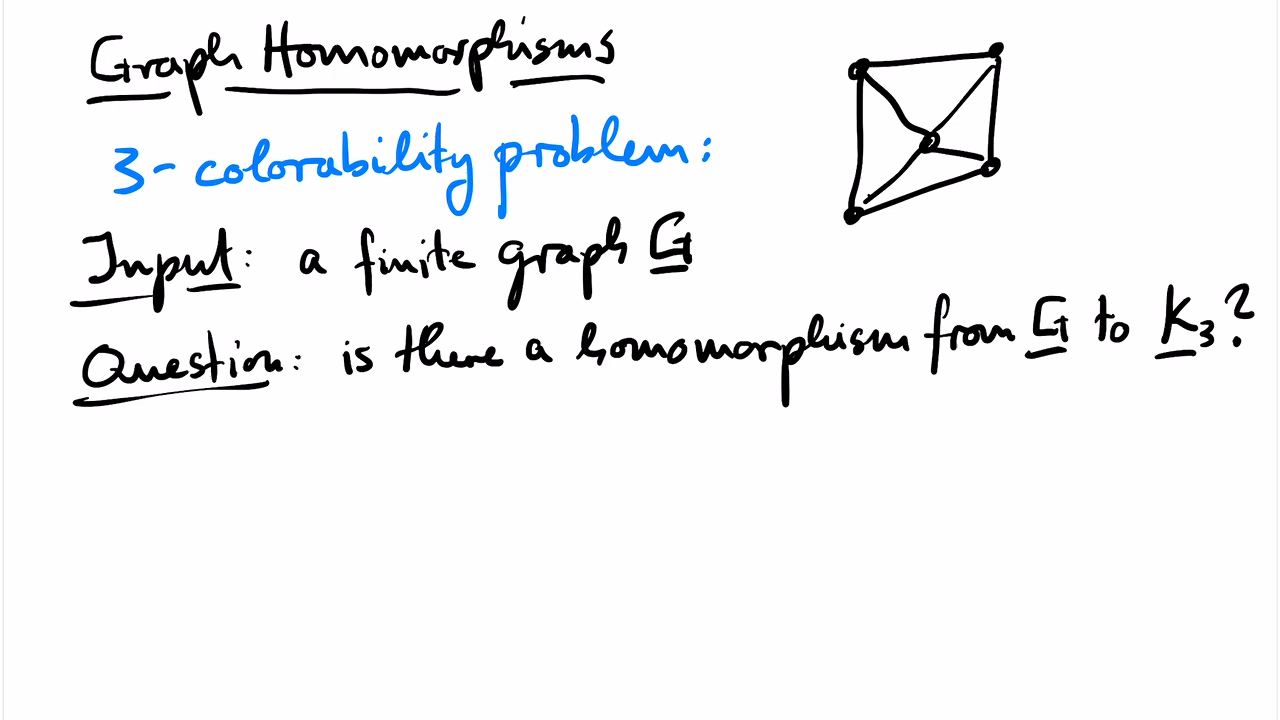 Graph Homomorphisms
3-colorability problem:
Input: a finite graph G
Question: is there a homomorphism from G to K₃?